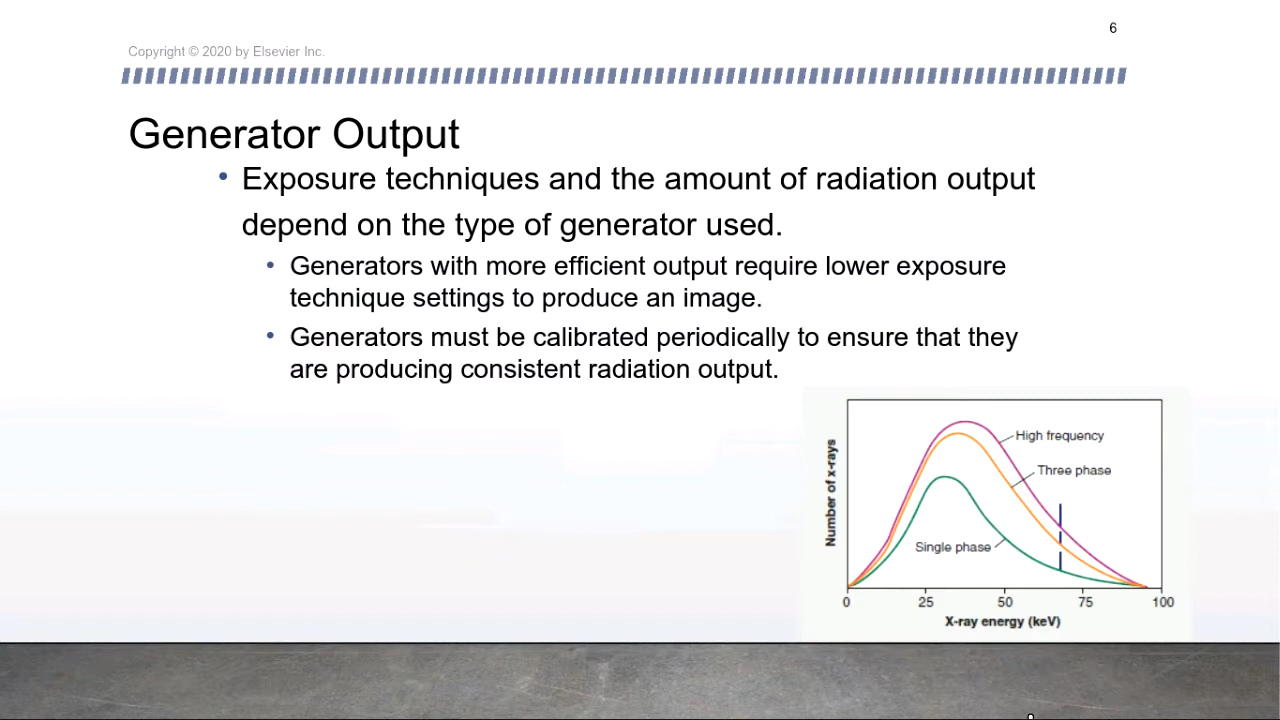 6
Copyright © 2020 by Elsevier Inc.
Generator Output
• Exposure techniques and the amount of radiation output
depend on the type of generator used.
• Generators with more efficient output require lower exposure
technique settings to produce an image.
• Generators must be calibrated periodically to ensure that they
are producing consistent radiation output.
Number of x-rays
High frequency
Three phase
Single phase
0 25 50 75 100
X-ray energy (keV)